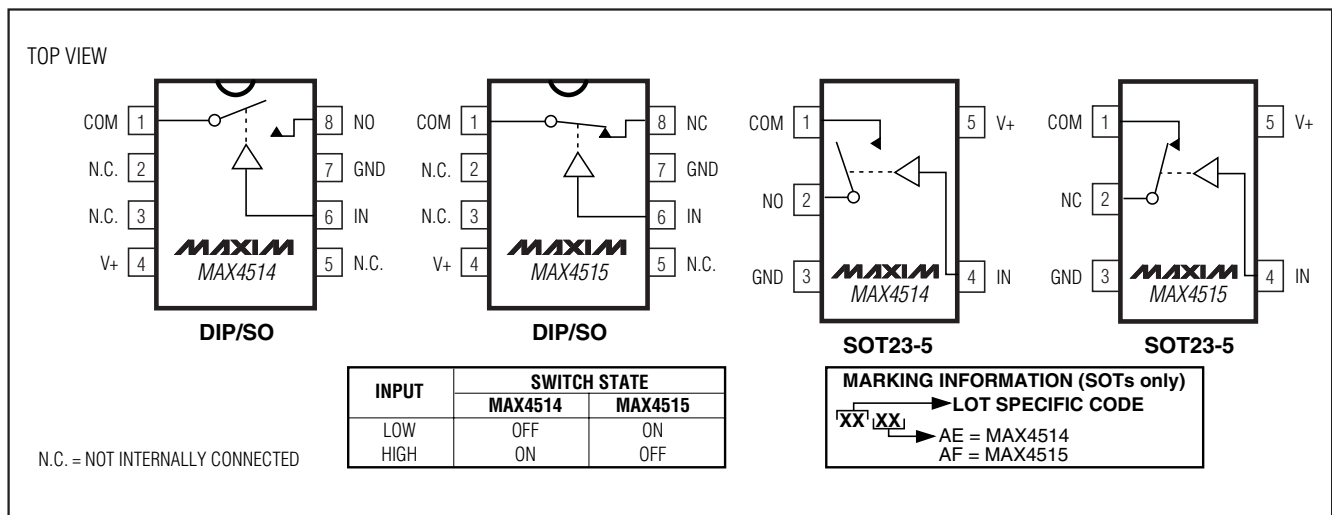 TOP VIEW
COM 1
N.C. 2
N.C. 3
V+ 4
8 NO
7 GND
6 IN
5 N.C.
MAXIM
MAX4514
DIP/SO
COM 1
N.C. 2
N.C. 3
V+ 4
8 NC
7 GND
6 IN
5 N.C.
MAXIM
MAX4515
DIP/SO
COM 1
NO 2
GND 3
5 V+
4 IN
MAXIM
MAX4514
SOT23-5
COM 1
NC 2
GND 3
5 V+
4 IN
MAXIM
MAX4515
SOT23-5
INPUT SWITCH STATE
MAX4514 MAX4515
LOW OFF ON
HIGH ON OFF
MARKING INFORMATION (SOTs only)
LOT SPECIFIC CODE
XX XX
AE = MAX4514
AF = MAX4515
N.C. = NOT INTERNALLY CONNECTED